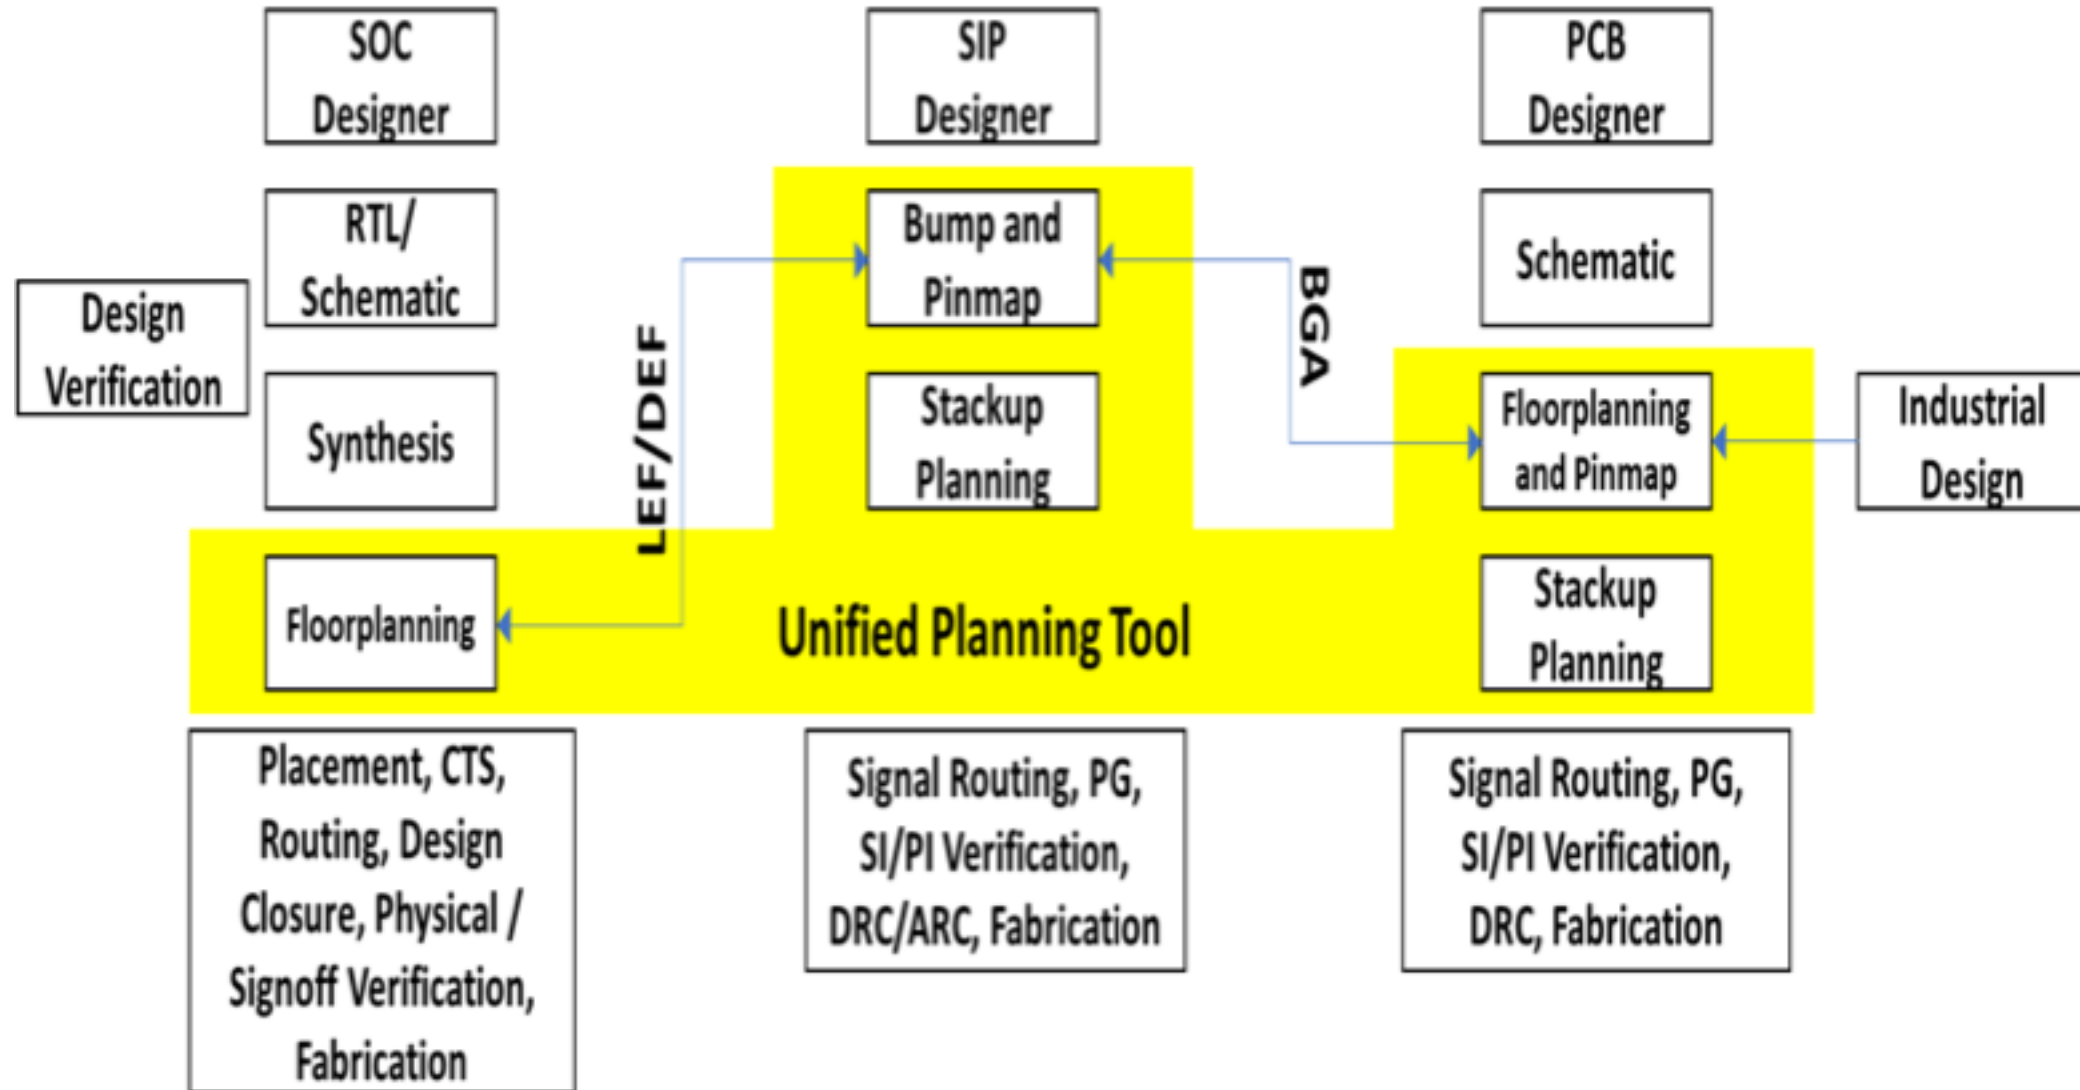 SOC
Designer
SIP
Designer
PCB
Designer
RTL/
Schematic
Bump and
Pinmap
Schematic
Design
Verification
Synthesis
LEF/DEF
Stackup
Planning
BGA
Floorplanning
and Pinmap
Industrial
Design
Floorplanning
Unified Planning Tool
Stackup
Planning
Placement, CTS,
Routing, Design
Closure, Physical /
Signoff Verification,
Fabrication
Signal Routing, PG,
SI/PI Verification,
DRC/ARC, Fabrication
Signal Routing, PG,
SI/PI Verification,
DRC, Fabrication